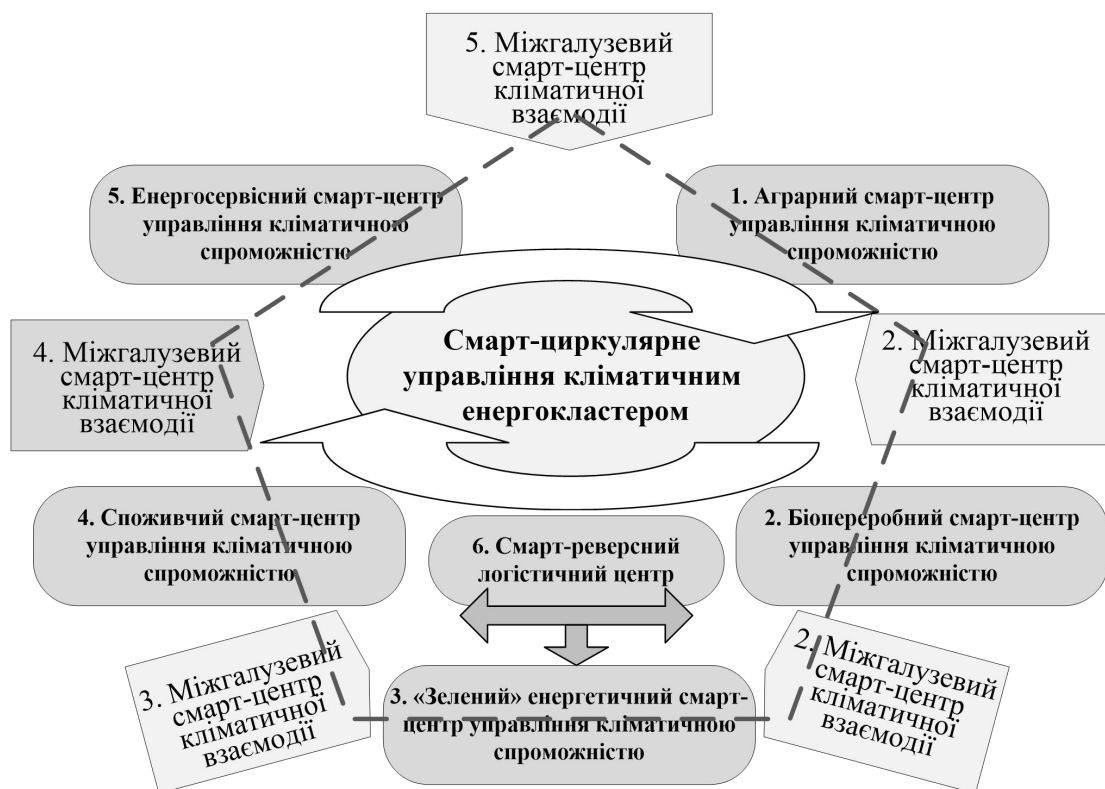 5. Міжгалузевий
смарт-центр
кліматичної
взаємодії
5. Енергосервісний смарт-центр
управління кліматичною
спроможністю
1. Аграрний смарт-центр
управління кліматичною
спроможністю
4. Міжгалузевий
смарт-центр
кліматичної
взаємодії
Смарт-циркулярне
управління кліматичним
енергокластером
2. Міжгалузевий
смарт-центр
кліматичної
взаємодії
4. Споживчий смарт-центр
управління кліматичною
спроможністю
6. Смарт-реверсний
логістичний центр
2. Біопереробний смарт-центр
управління кліматичною
спроможністю
3. Міжгалузевий
смарт-центр
кліматичної
взаємодії
3. «Зелений» енергетичний смарт-
центр управління кліматичною
спроможністю
2. Міжгалузевий
смарт-центр
кліматичної
взаємодії